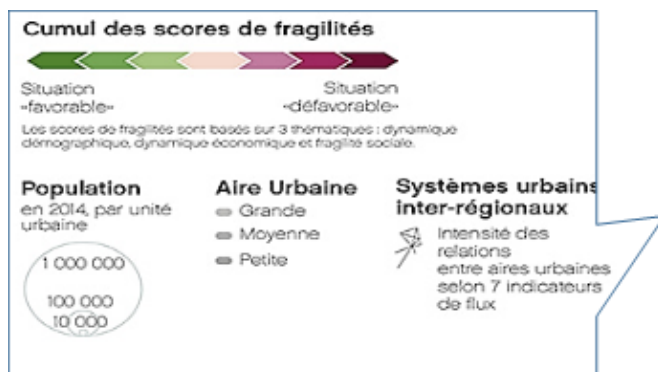 Cumul des scores de fragilités
Situation
«favorable»
Situation
«défavorable»
Les scores de fragilités sont basés sur 3 thématiques : dynamique
démographique, dynamique économique et fragilité sociale.
Population
en 2014, par unité
urbaine
1 000 000
100 000
10 000
Aire Urbaine
Grande
Moyenne
Petite
Systèmes urbains
inter-régionaux
Intensité des
relations
entre aires urbaines
selon 7 indicateurs
de flux